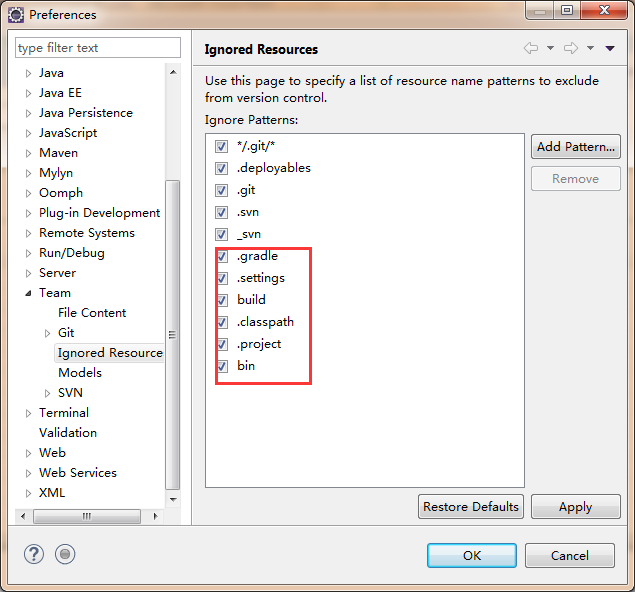 Preferences
type filter text
Java
Java EE
Java Persistence
JavaScript
Maven
Mylyn
Oomph
Plug-in Development
Remote Systems
Run/Debug
Server
Team
File Content
Git
Ignored Resource
Models
SVN
Terminal
Validation
Web
Web Services
XML
Ignored Resources
Use this page to specify a list of resource name patterns to exclude
from version control.
Ignore Patterns:
*/.git/*
.deployables
.git
.svn
_svn
.gradle
.settings
build
.classpath
.project
bin
Add Pattern...
Remove
Restore Defaults
Apply
?
OK
Cancel